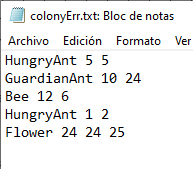 colonyErr.txt: Bloc de notas
Archivo Edición Formato Ver
HungryAnt 5 5
GuardianAnt 10 24
Bee 12 6
HungryAnt 1 2
Flower 24 24 25